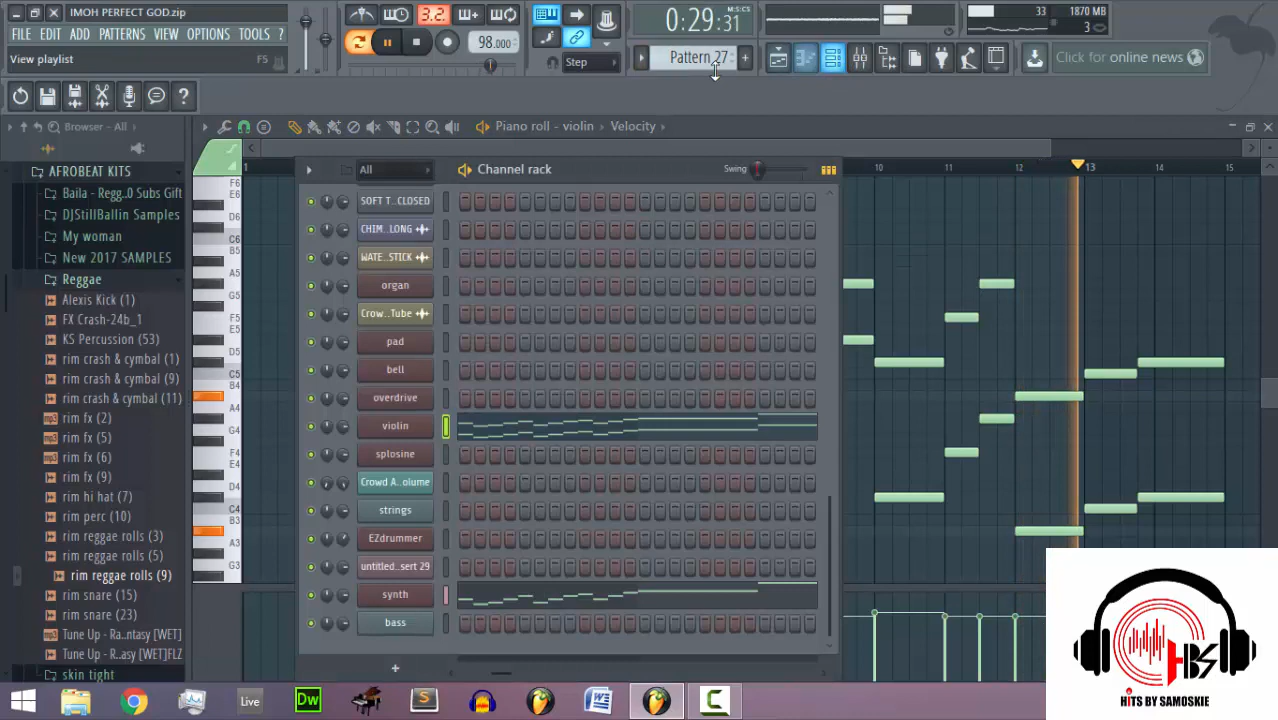 IMOH PERFECT GOD.zip
FILE EDIT ADD PATTERNS VIEW OPTIONS TOOLS ?
View playlist F5
3.2.
98.000
Step
0:29:31
M:S:CS
Pattern 27
33
1870 MB
3
Click for online news
Browser - All
Piano roll - violin
Velocity
AFROBEAT KITS
Baila - Regg..0 Subs Gift
DJStillBallin Samples
My woman
New 2017 SAMPLES
Reggae
Alexis Kick (1)
FX Crash-24b_1
KS Percussion (53)
rim crash & cymbal (1)
rim crash & cymbal (9)
rim crash & cymbal (11)
rim fx (2)
rim fx (5)
rim fx (6)
rim fx (9)
rim hi hat (7)
rim perc (10)
rim reggae rolls (3)
rim reggae rolls (5)
rim reggae rolls (9)
rim snare (15)
rim snare (23)
Tune Up - Ra..ntasy [WET]
Tune Up - R..asy [WET]FLZ
skin tight
1
10 11 12 13 14 15
F6
E6
D6
C6
B5
A5
G5
F5
E5
D5
C5
B4
A4
G4
F4
E4
D4
C4
B3
A3
G3
All
Channel rack
Swing
SOFT T..CLOSED
CHIM..LONG
WATE..STICK
organ
Crow..Tube
pad
bell
overdrive
violin
splosine
Crowd A..olume
strings
EZdrummer
untitled..sert 29
synth
bass
+
Live
Dw
S
W
C
HBS
HiTS BY SAMOSKIE